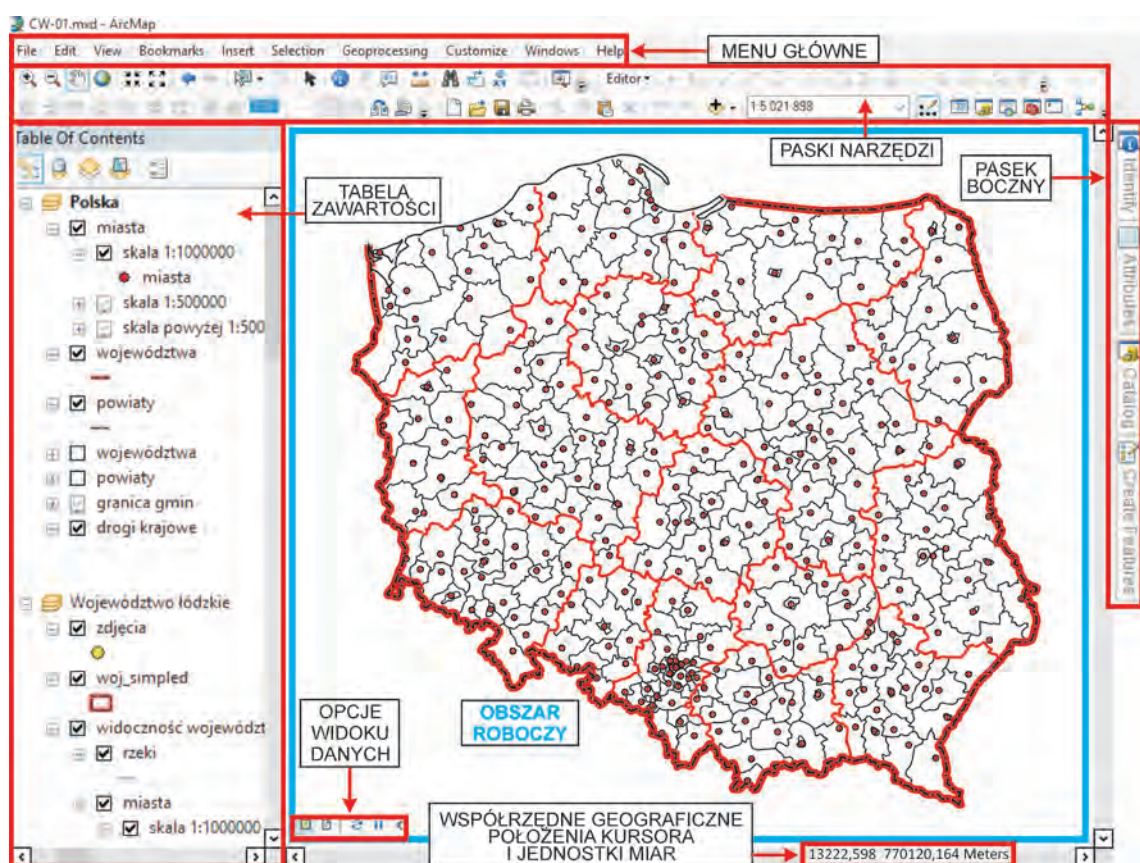 CW-01.mxd - ArcMap
File Edit View Bookmarks Insert Selection Geoprocessing Customize Windows Help
MENU GŁÓWNE
Editor
1:5 021 898
PASKI NARZĘDZI
PASEK
BOCZNY
Table Of Contents
TABELA
ZAWARTOŚCI
Polska
miasta
skala 1:1000000
miasta
skala 1:500000
skala powyżej 1:500
województwa
powiaty
województwa
powiaty
granica gmin
drogi krajowe
Województwo łódzkie
zdjęcia
woj_simpled
widoczność województ
rzeki
miasta
skala 1:1000000
Identify
Attributes
Catalog
Create Features
OPCJE
WIDOKU
DANYCH
OBSZAR
ROBOCZY
WSPÓŁRZĘDNE GEOGRAFICZNE
POŁOŻENIA KURSORA
I JEDNOSTKI MIAR
13222,598 770120,164 Meters